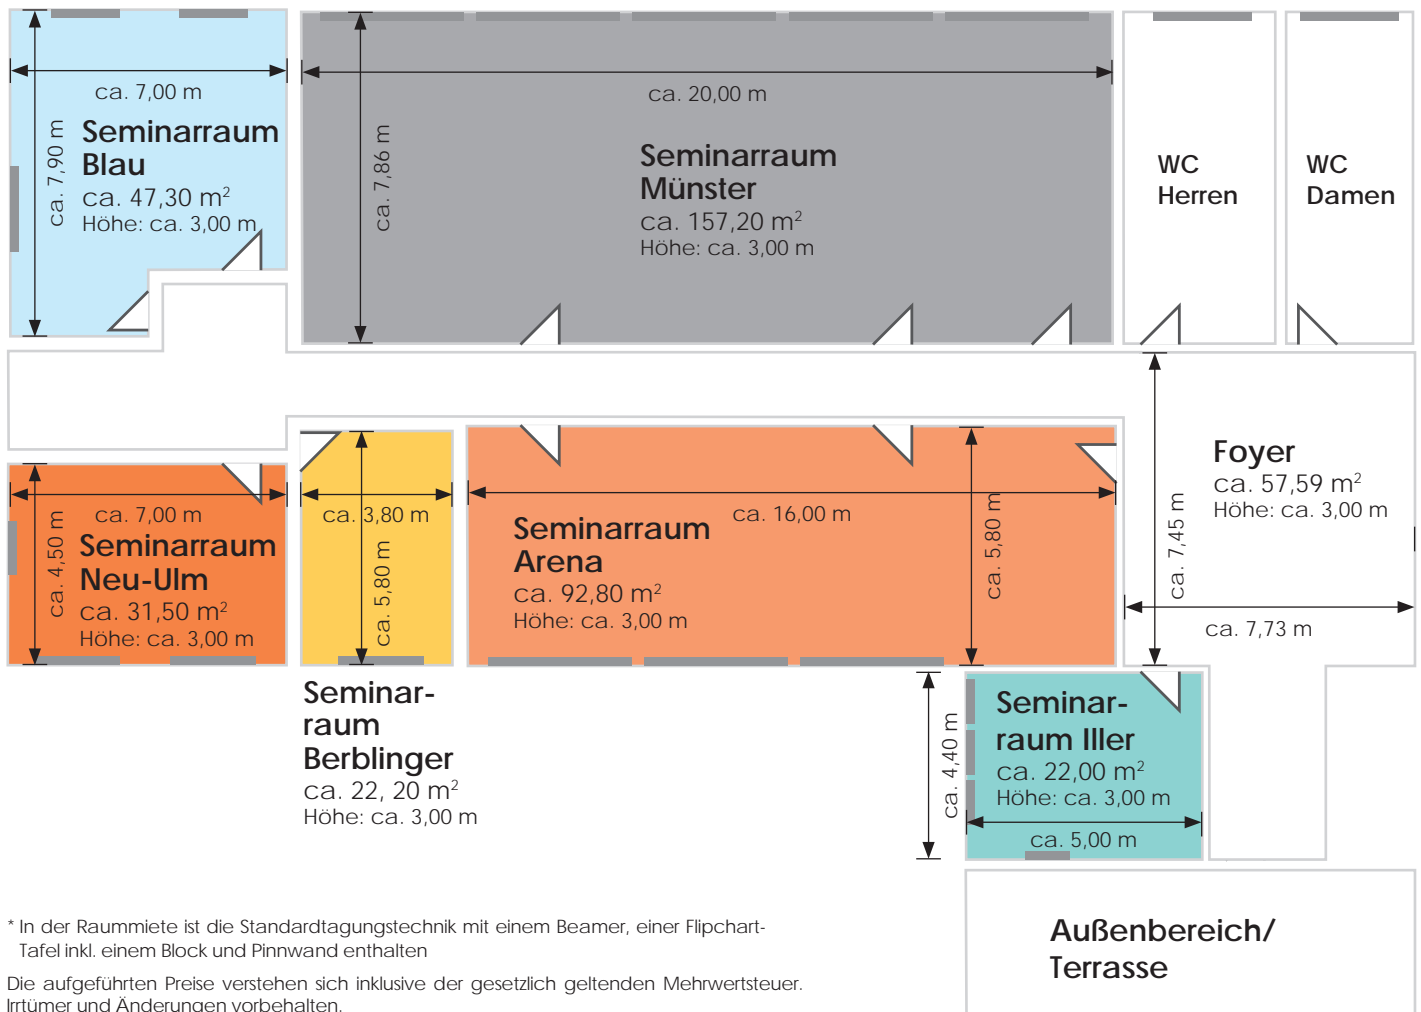 ca. 7,00 m
ca. 7,90 m
Seminarraum
Blau
ca. 47,30 m²
Höhe: ca. 3,00 m
ca. 20,00 m
ca. 7,86 m
Seminarraum
Münster
ca. 157,20 m²
Höhe: ca. 3,00 m
WC
Herren
WC
Damen
ca. 7,00 m
ca. 4,50 m
Seminarraum
Neu-Ulm
ca. 31,50 m²
Höhe: ca. 3,00 m
ca. 3,80 m
ca. 5,80 m
Seminar-
raum
Berblinger
ca. 22, 20 m²
Höhe: ca. 3,00 m
ca. 16,00 m
Seminarraum
Arena
ca. 92,80 m²
Höhe: ca. 3,00 m
ca. 5,80 m
Foyer
ca. 57,59 m²
Höhe: ca. 3,00 m
ca. 7,45 m
ca. 7,73 m
ca. 4,40 m
Seminar-
raum Iller
ca. 22,00 m²
Höhe: ca. 3,00 m
ca. 5,00 m
Außenbereich/
Terrasse
* In der Raummiete ist die Standardtagungstechnik mit einem Beamer, einer Flipchart-
Tafel inkl. einem Block und Pinnwand enthalten
Die aufgeführten Preise verstehen sich inklusive der gesetzlich geltenden Mehrwertsteuer.
Irrtümer und Änderungen vorbehalten.